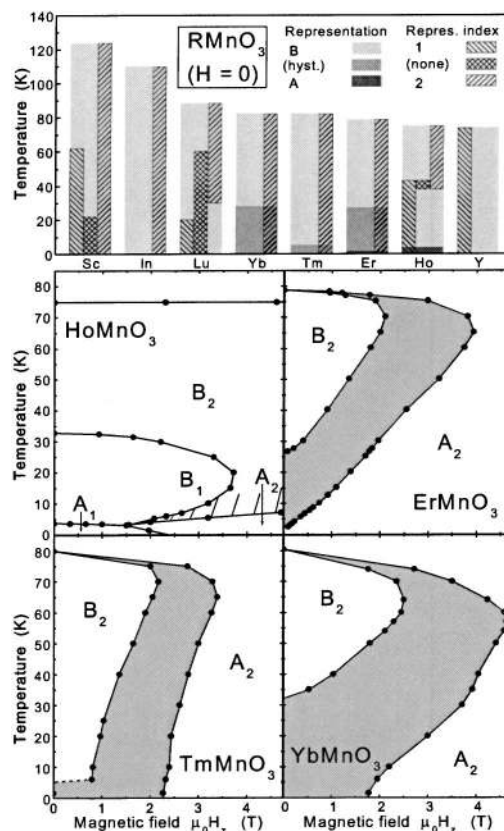 RMnO3
(H = 0)
Representation
B
(hyst.)
A
Repres. index
1
(none)
2
Temperature (K)
140
120
100
80
60
40
20
0
Sc In Lu Yb Tm Er Ho Y
HoMnO3
B2
B1
A1
A2
Temperature (K)
90
80
70
60
50
40
30
20
10
0
B2
A2
ErMnO3
B2
A2
TmMnO3
Temperature (K)
90
80
70
60
50
40
30
20
10
0
0 1 2 3 4
Magnetic field μ0Hz (T)
B2
A2
YbMnO3
0 1 2 3 4
Magnetic field μ0Hz (T)